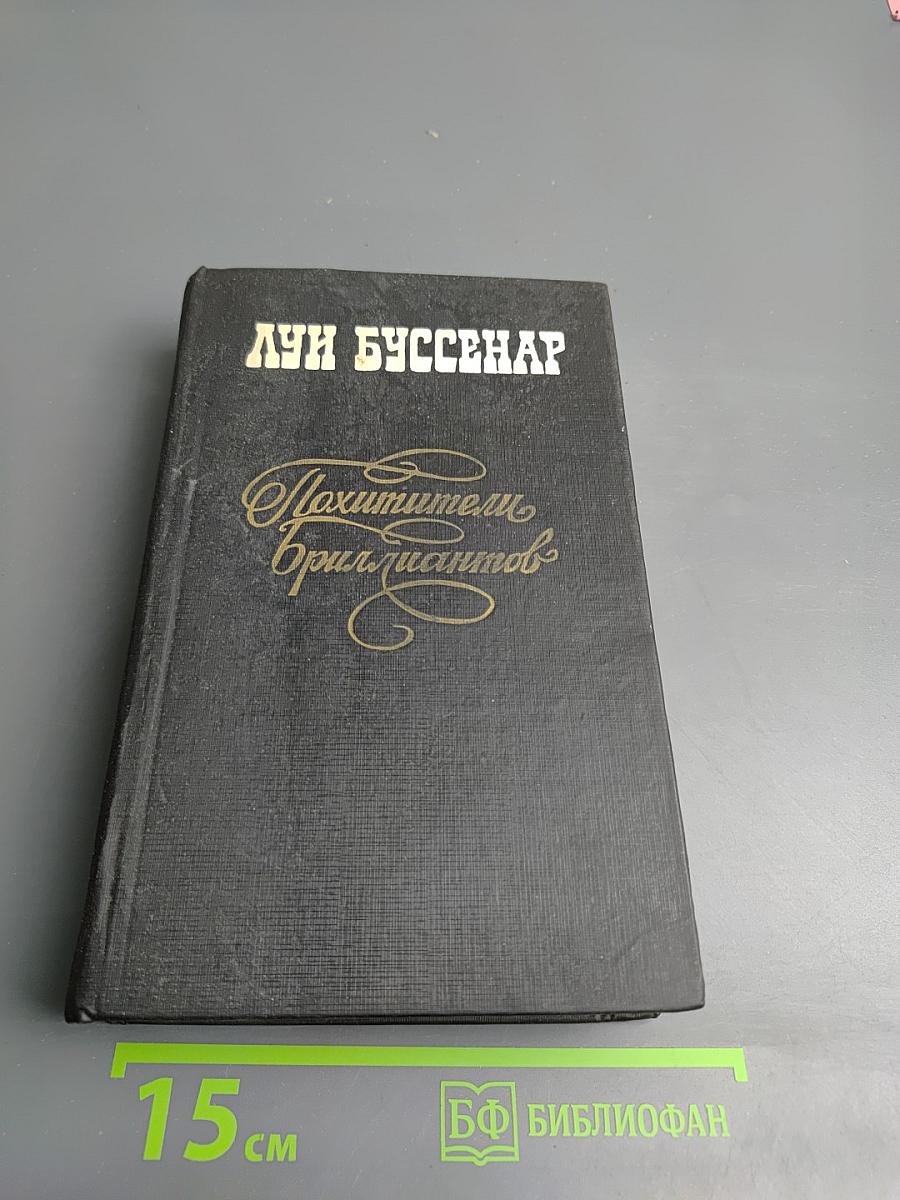 ЛУИ БУССЕНАР
Похитители
Бриллиантов
15 см
БФ БИБЛИОФАН